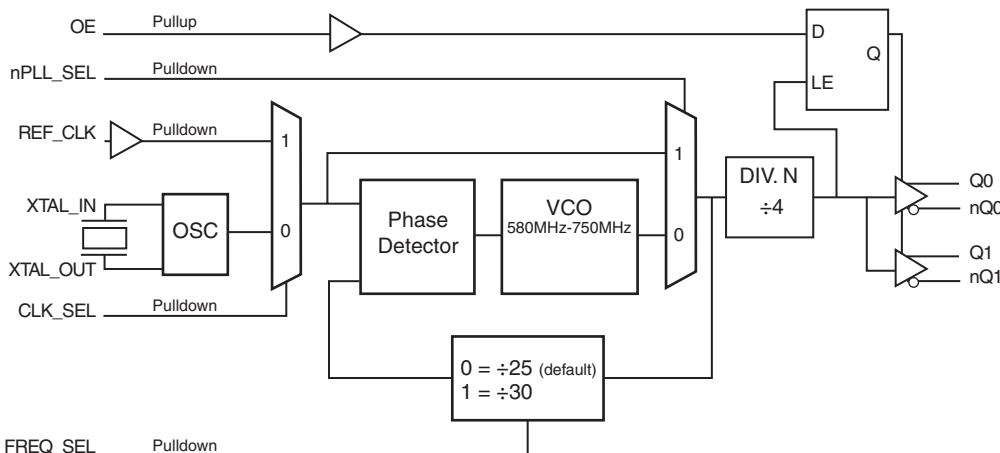 OE Pullup
D
Q
nPLL_SEL Pulldown
LE
REF_CLK Pulldown
1
1
XTAL_IN
OSC
0
Phase
Detector
VCO
580MHz-750MHz
0
DIV. N
÷4
Q0
nQ0
XTAL_OUT
Q1
nQ1
CLK_SEL Pulldown
0 = ÷25 (default)
1 = ÷30
FREQ_SEL Pulldown